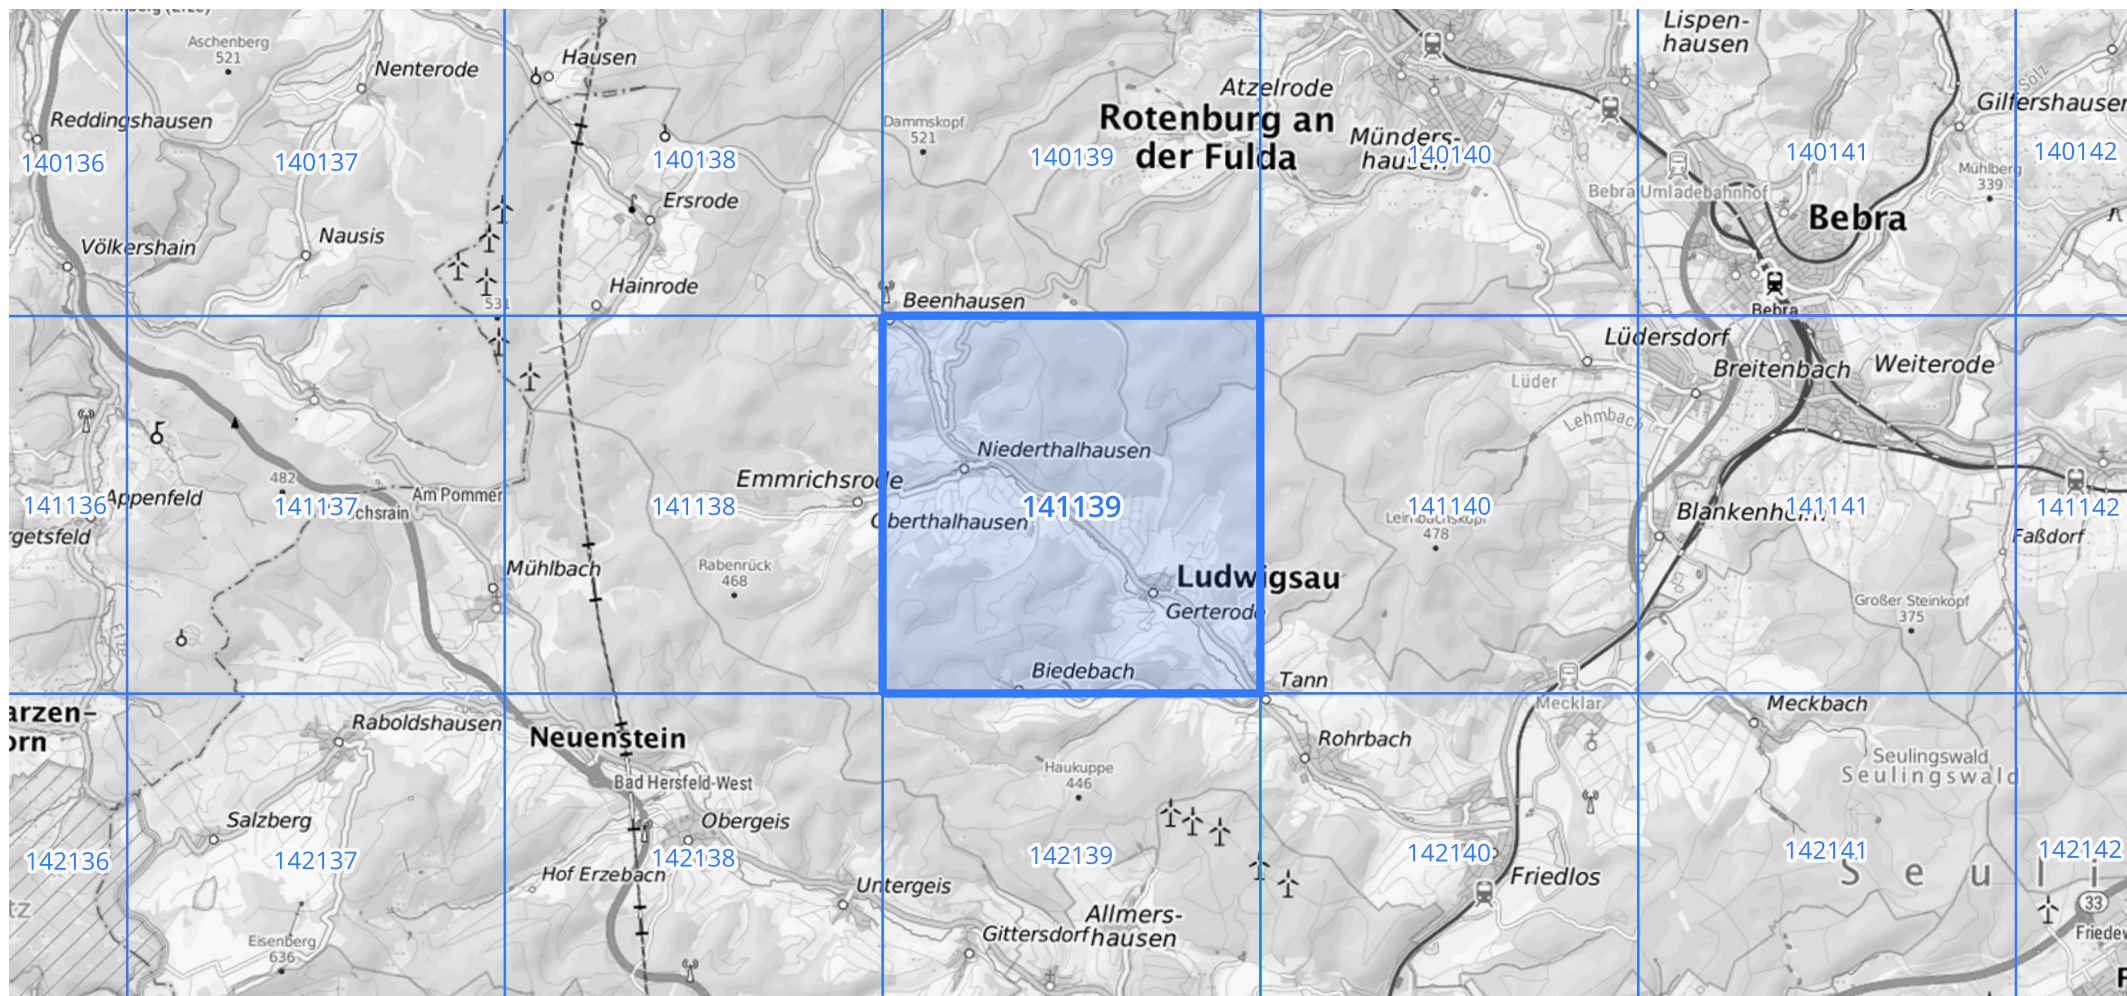 Aschenberg
521
Nenterode
Hausen
Reddingshausen
140136
140137
140138
Ersrode
Völkershain
Nausis
Hainrode
531
Dammskopf
521
Atzelrode
Rotenburg an
der Fulda
140139
Münders-
hausen
140140
Beenhausen
Lispen-
hausen
Solz
Gilfershausen
140141
140142
Mühlberg
339
Bebra Umladebahnhof
Bebra
Bebra
Lüdersdorf
Breitenbach
Weiterode
Lüder
Lehmbach
482
Appenfeld
141136
141137
Am Pommer
Mühlbach
Emmrichsrode
141138
Rabenrück
468
Niederthalhausen
141139
Oberthalhausen
Ludwigsau
Gerterode
Biedebach
141140
Leimbachskopf
478
Blankenheim
141141
141142
Faßdorf
Großer Steinkopf
375
Tann
Mecklar
Meckbach
Raboldshausen
Neuenstein
Bad Hersfeld-West
Salzberg
142136
142137
Obergeis
142138
Hof Erzebach
Eisenberg
636
Untergeis
Haukuppe
446
142139
Allmers-
hausen
Gittersdorf
Rohrbach
142140
Friedlos
Seulingswald
Seulingswald
142141
142142
S e u l i
33